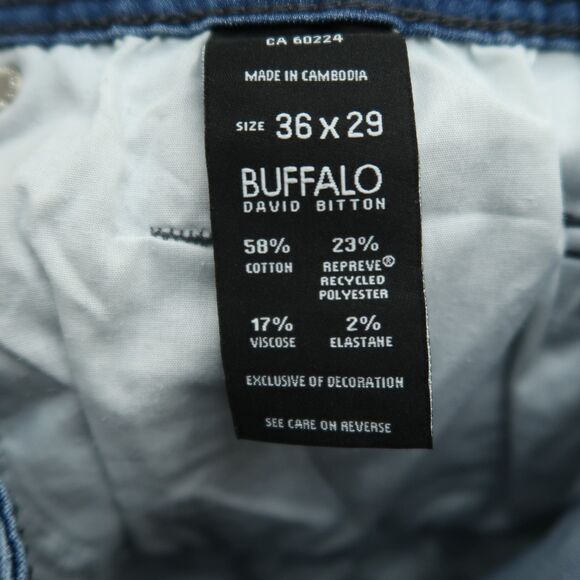 CA 60224
MADE IN CAMBODIA
SIZE 36 X 29
BUFFALO
DAVID BITTON
58% 23%
COTTON REPREVE®
RECYCLED
POLYESTER
17% 2%
VISCOSE ELASTANE
EXCLUSIVE OF DECORATION
SEE CARE ON REVERSE